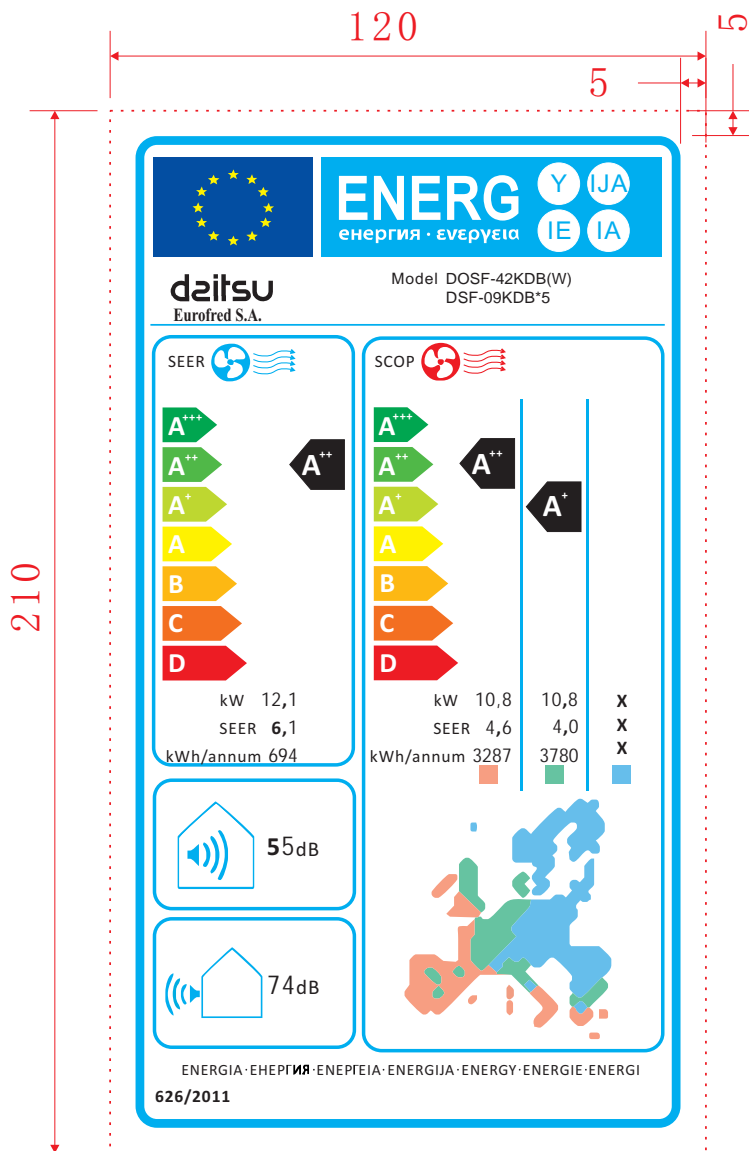 120
5
5
210
ENERG
енергия · ενεργεια
Y IJA
IE IA
daitsu
Eurofred S.A.
Model DOSF-42KDB(W)
DSF-09KDB*5
SEER
A+++
A++
A+
A
B
C
D
A++
kW 12,1
SEER 6,1
kWh/annum 694
SCOP
A+++
A++
A+
A
B
C
D
A++
A+
kW 10,8 10,8 X
SEER 4,6 4,0 X
kWh/annum 3287 3780 X
55dB
74dB
ENERGIA·ЕНЕРГИЯ·ΕΝΕΡΓΕΙΑ·ENERGIJA·ENERGY·ENERGIE·ENERGI
626/2011